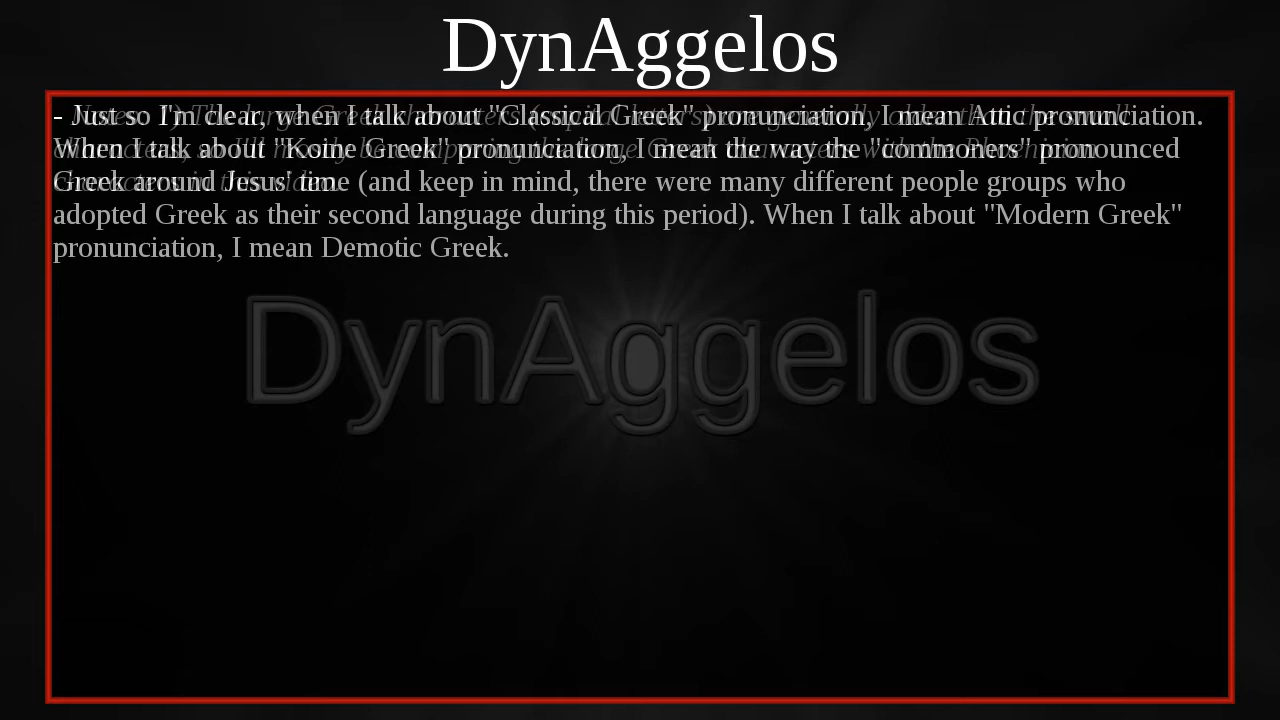 DynAggelos
- Just so I'm clear, when I talk about "Classical Greek" pronunciation, I mean Attic pronunciation.
When I talk about "Koine Greek" pronunciation, I mean the way the "commoners" pronounced
Greek around Jesus' time (and keep in mind, there were many different people groups who
adopted Greek as their second language during this period). When I talk about "Modern Greek"
pronunciation, I mean Demotic Greek.
DynAggelos